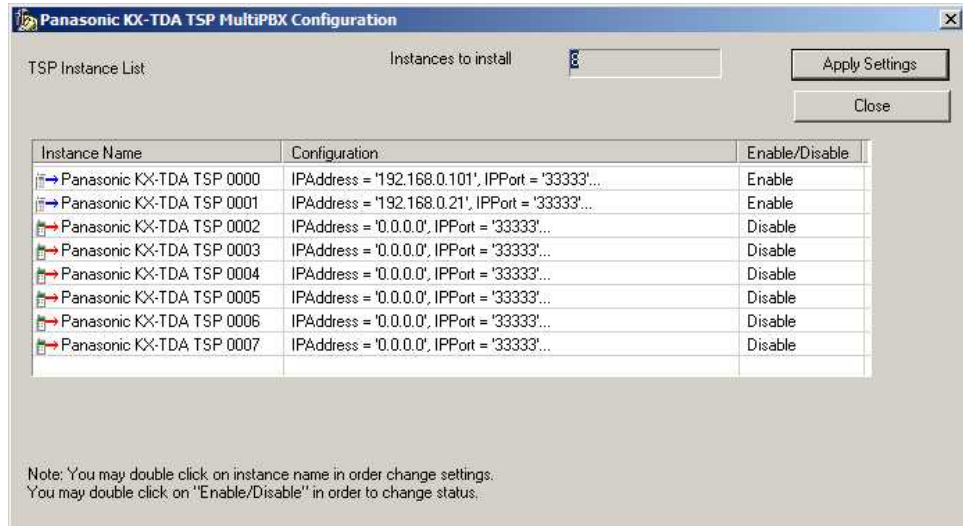 Panasonic KX-TDA TSP MultiPBX Configuration
TSP Instance List
Instances to install 8
Apply Settings
Close
Instance Name Configuration Enable/Disable
Panasonic KX-TDA TSP 0000 IPAddress = '192.168.0.101', IPPort = '33333'... Enable
Panasonic KX-TDA TSP 0001 IPAddress = '192.168.0.21', IPPort = '33333'... Enable
Panasonic KX-TDA TSP 0002 IPAddress = '0.0.0.0', IPPort = '33333'... Disable
Panasonic KX-TDA TSP 0003 IPAddress = '0.0.0.0', IPPort = '33333'... Disable
Panasonic KX-TDA TSP 0004 IPAddress = '0.0.0.0', IPPort = '33333'... Disable
Panasonic KX-TDA TSP 0005 IPAddress = '0.0.0.0', IPPort = '33333'... Disable
Panasonic KX-TDA TSP 0006 IPAddress = '0.0.0.0', IPPort = '33333'... Disable
Panasonic KX-TDA TSP 0007 IPAddress = '0.0.0.0', IPPort = '33333'... Disable
Note: You may double click on instance name in order change settings.
You may double click on "Enable/Disable" in order to change status.